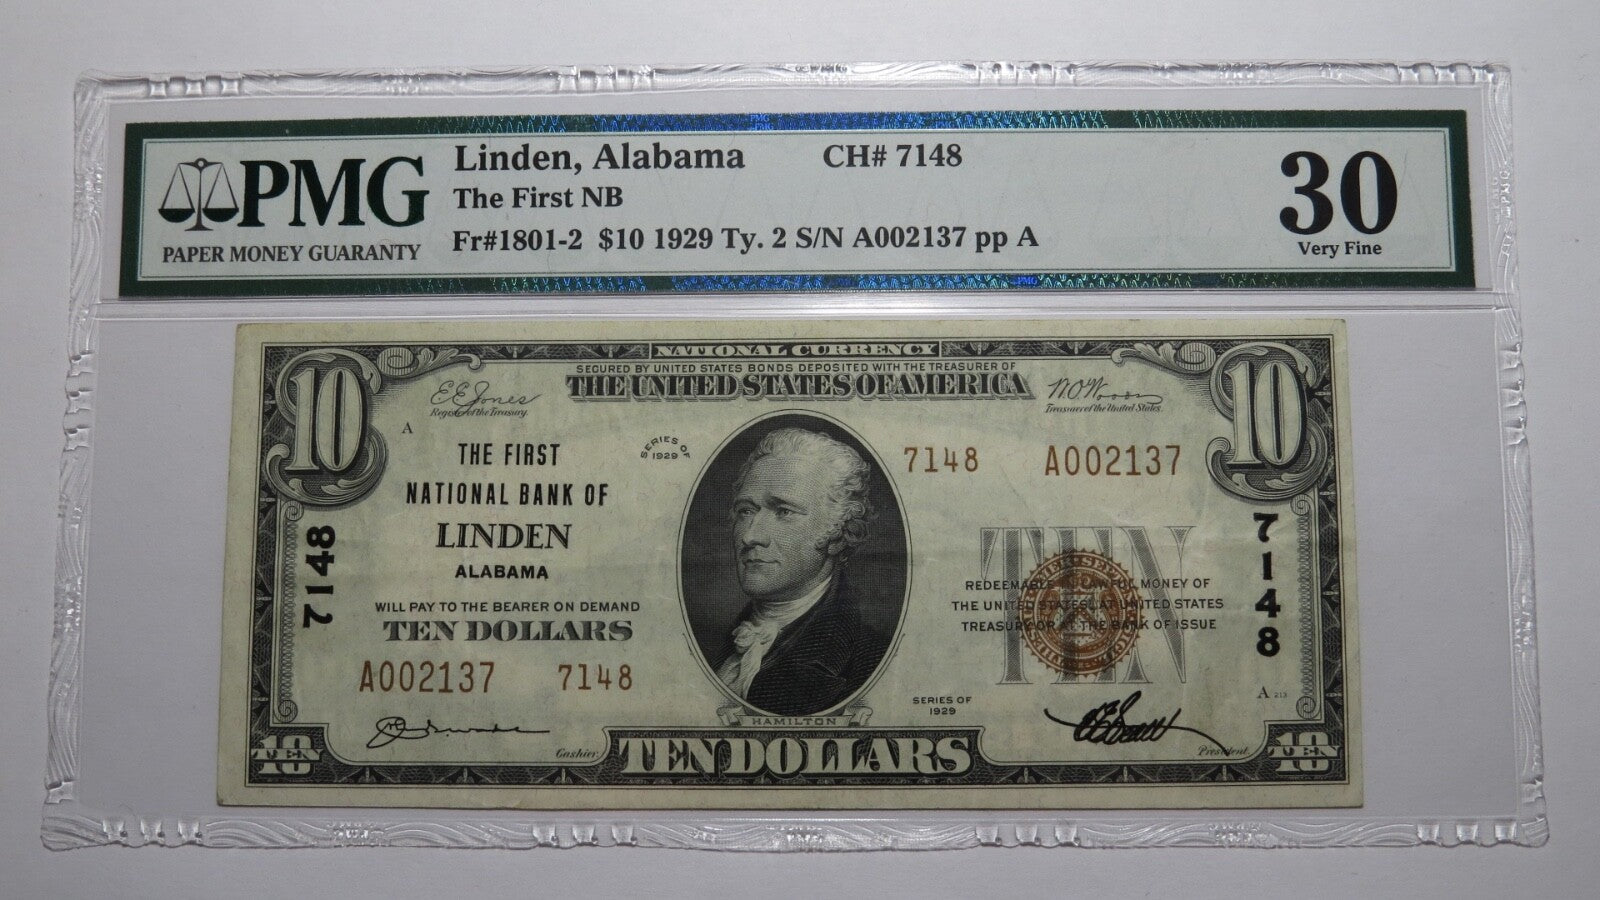 PMG
PAPER MONEY GUARANTY
Linden, Alabama CH# 7148
The First NB
Fr#1801-2 $10 1929 Ty. 2 S/N A002137 pp A
30
Very Fine
NATIONAL CURRENCY
SECURED BY UNITED STATES BONDS DEPOSITED WITH THE TREASURER OF
THE UNITED STATES OF AMERICA
10
10
E E Jones
Register of the Treasury.
W. O. Woods
Treasurer of the United States.
A
THE FIRST
NATIONAL BANK OF
LINDEN
ALABAMA
SERIES OF
1929
7148 A002137
7148
7148
WILL PAY TO THE BEARER ON DEMAND
TEN DOLLARS
A002137 7148
TEN
REDEEMABLE IN LAWFUL MONEY OF
THE UNITED STATES AT UNITED STATES
TREASURY OR AT THE BANK OF ISSUE
SERIES OF
1929
A 213
HAMILTON
Cashier.
President.
10
TEN
TEN DOLLARS
10
TEN